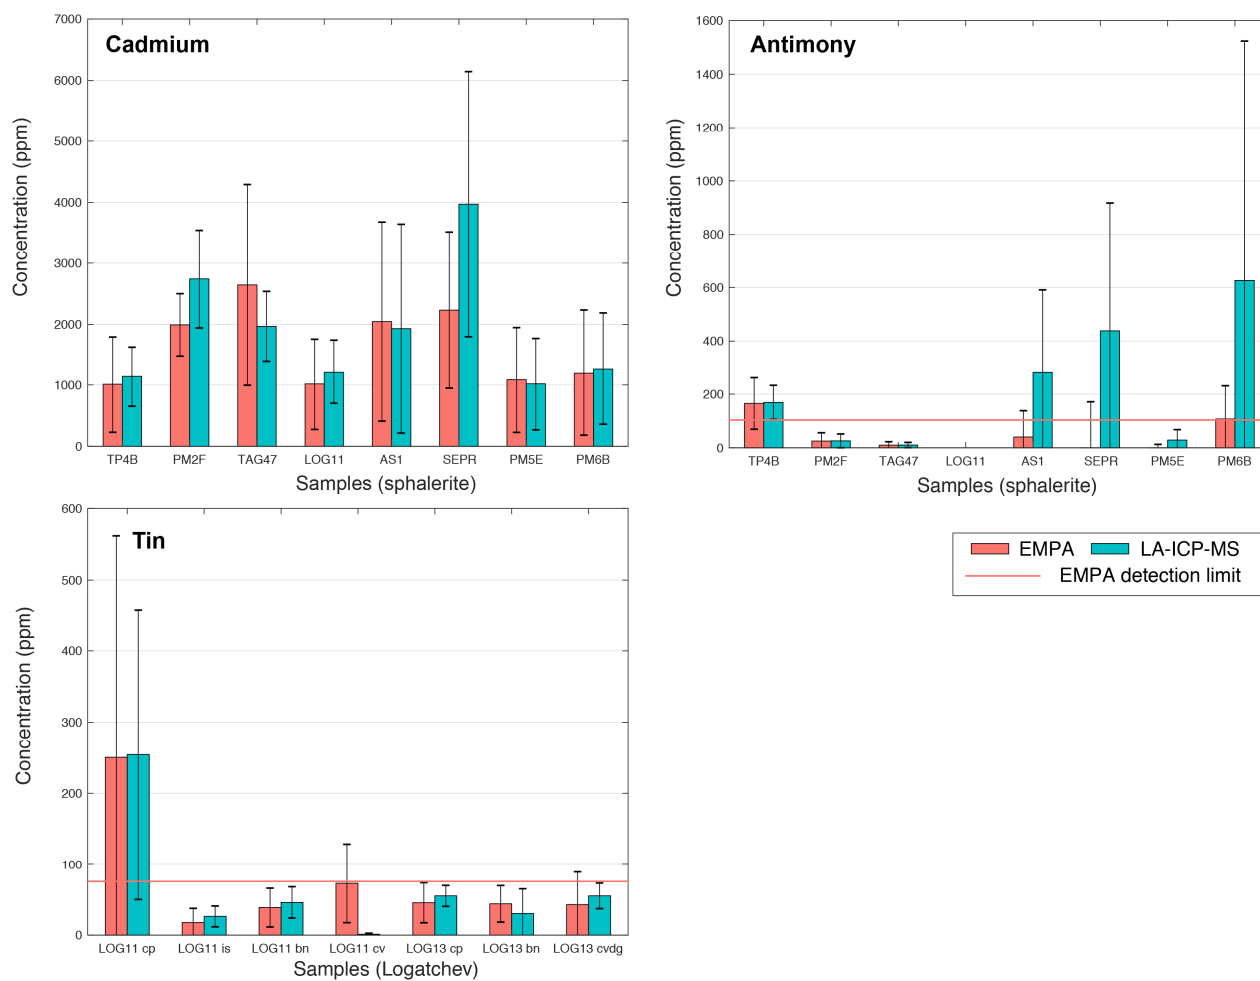 Cadmium
7000
6000
5000
4000
3000
2000
1000
0
Concentration (ppm)
TP4B PM2F TAG47 LOG11 AS1 SEPR PM5E PM6B
Samples (sphalerite)
Antimony
1600
1400
1200
1000
800
600
400
200
0
Concentration (ppm)
TP4B PM2F TAG47 LOG11 AS1 SEPR PM5E PM6B
Samples (sphalerite)
Tin
600
500
400
300
200
100
0
Concentration (ppm)
LOG11 cp LOG11 is LOG11 bn LOG11 cv LOG13 cp LOG13 bn LOG13 cvdg
Samples (Logatchev)
EMPA LA-ICP-MS
EMPA detection limit